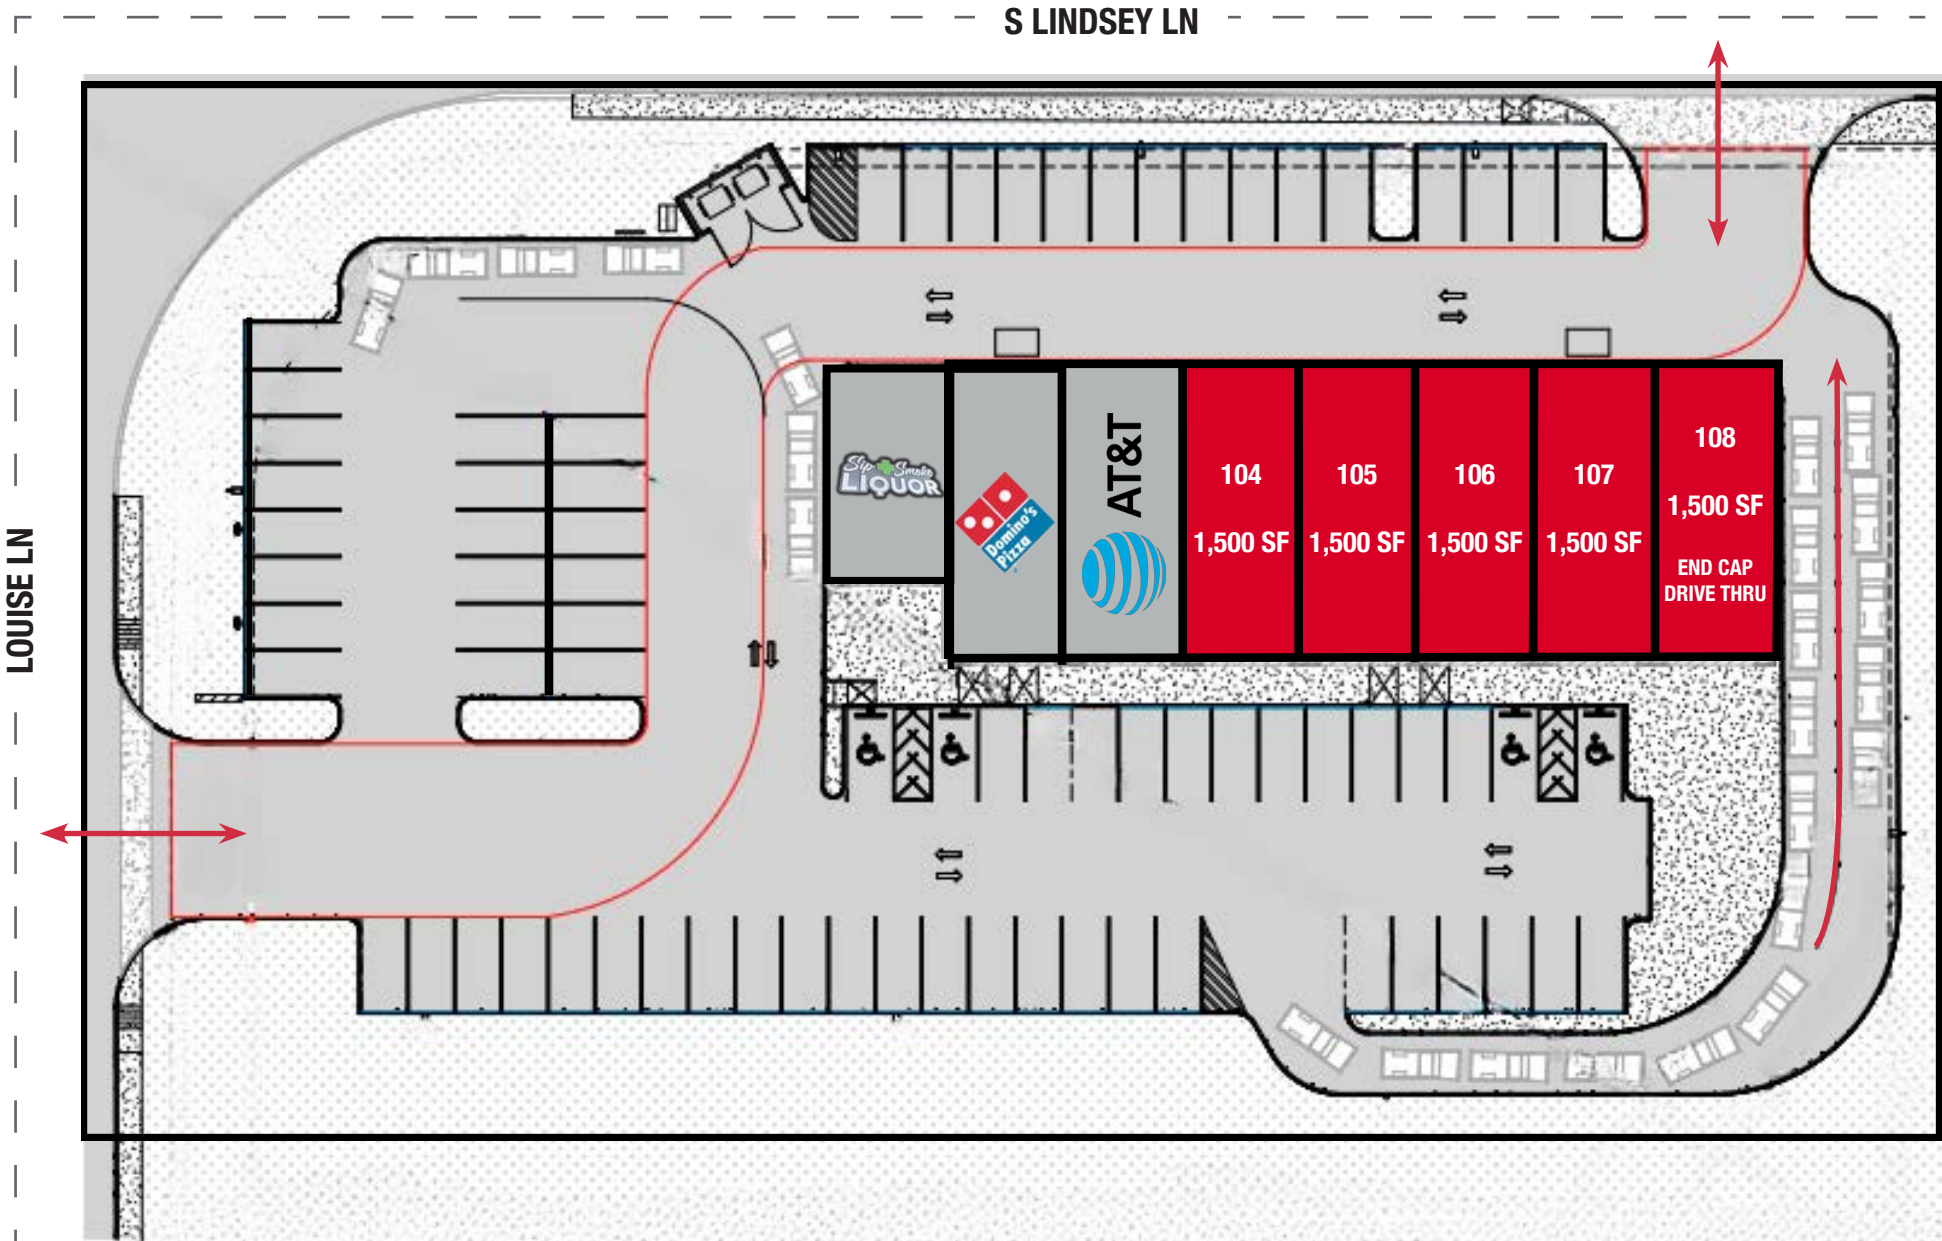 S LINDSEY LN
LOUISE LN
Sip Smoke
LIQUOR
Domino's
Pizza
AT&T
104
1,500 SF
105
1,500 SF
106
1,500 SF
107
1,500 SF
108
1,500 SF
END CAP
DRIVE THRU